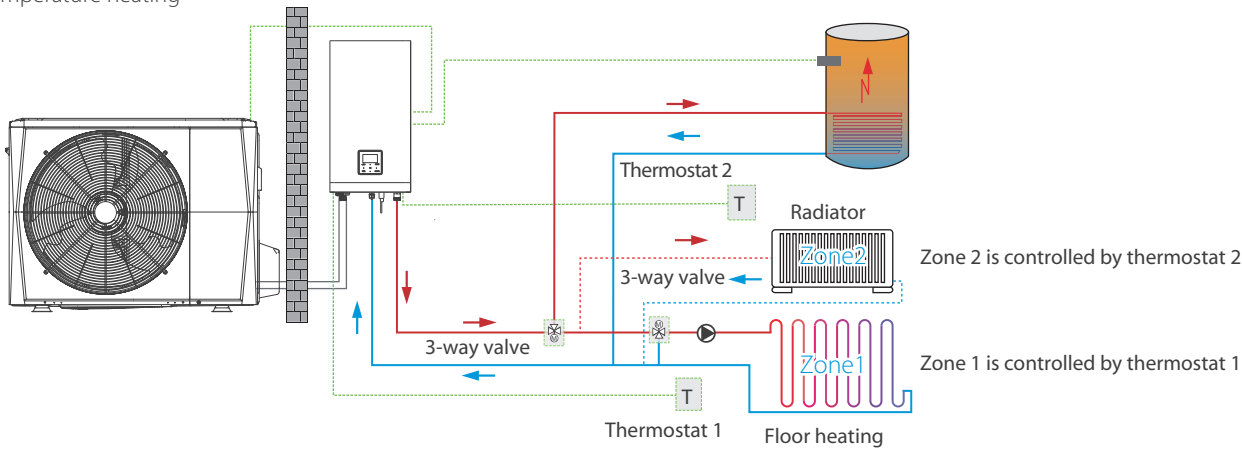 Thermostat 2
T
Radiator
Zone2
Zone 2 is controlled by thermostat 2
3-way valve
M
M
3-way valve
Zone1
Zone 1 is controlled by thermostat 1
T
Thermostat 1
Floor heating